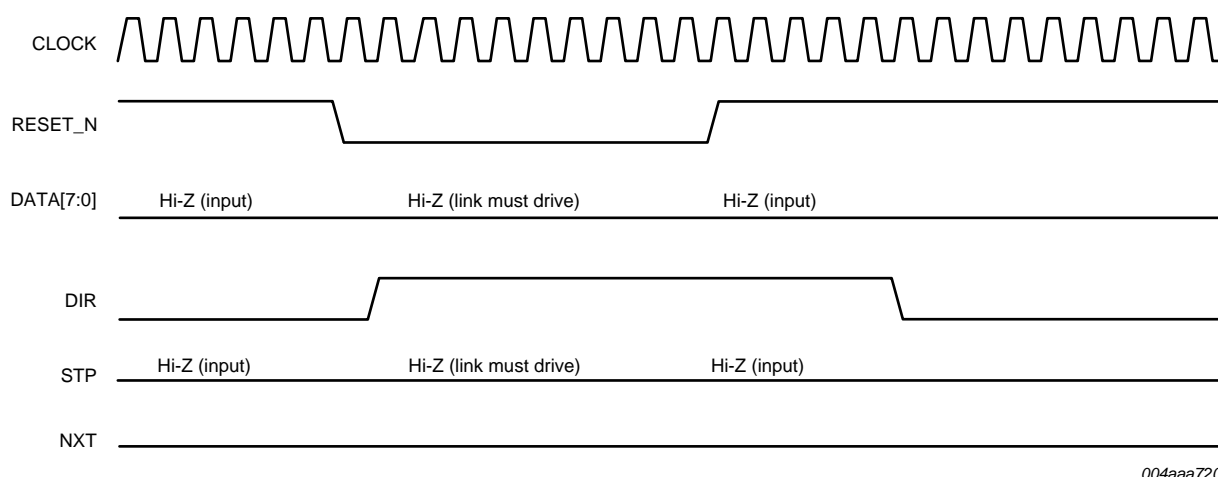 CLOCK
RESET_N
DATA[7:0] Hi-Z (input) Hi-Z (link must drive) Hi-Z (input)
DIR
STP Hi-Z (input) Hi-Z (link must drive) Hi-Z (input)
NXT
004aaa720